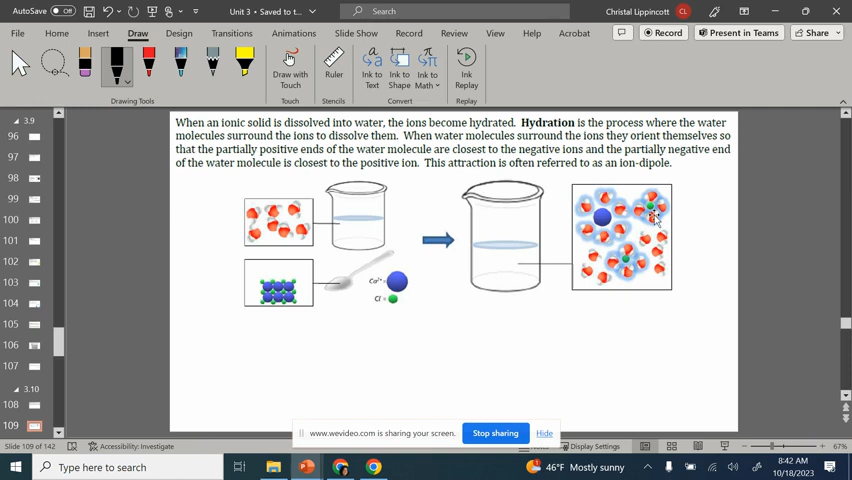 AutoSave Off Unit 3 • Saved to t... Search Christal Lippincott CL
File Home Insert Draw Design Transitions Animations Slide Show Record Review View Help Acrobat Record Present in Teams Share
Draw with Touch Ruler Ink to Text Ink to Shape Ink to Math Ink Replay
Drawing Tools Touch Stencils Convert Replay
3.9
96
97
98
99
100
101
102
103
104
105
106
107
3.10
108
109
When an ionic solid is dissolved into water, the ions become hydrated. Hydration is the process where the water
molecules surround the ions to dissolve them. When water molecules surround the ions they orient themselves so
that the partially positive ends of the water molecule are closest to the negative ions and the partially negative end
of the water molecule is closest to the positive ion. This attraction is often referred to as an ion-dipole.
Ca²⁺=
Cl⁻=
www.wevideo.com is sharing your screen. Stop sharing Hide
Slide 109 of 142 Accessibility: Investigate Display Settings 67%
Type here to search 46°F Mostly sunny 8:42 AM
10/18/2023